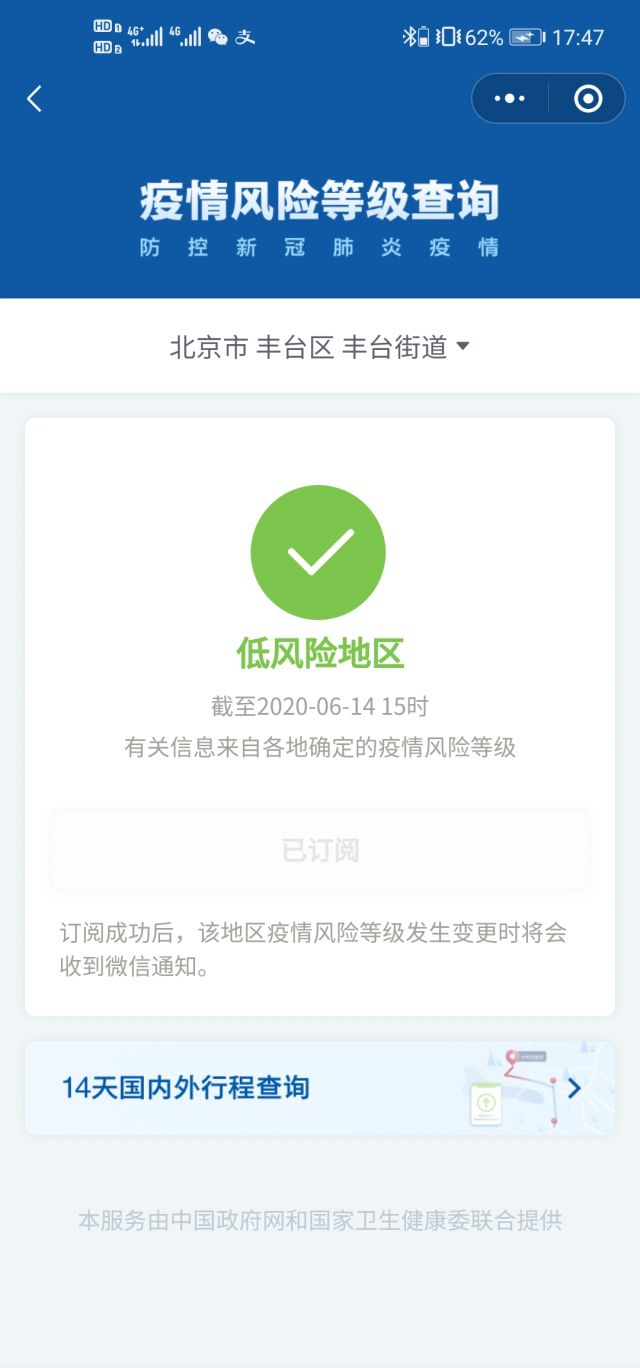 HD 1 4G+ 4G 支 62% 17:47
HD 2
疫情风险等级查询
防控新冠肺炎疫情
北京市 丰台区 丰台街道
低风险地区
截至2020-06-14 15时
有关信息来自各地确定的疫情风险等级
已订阅
订阅成功后，该地区疫情风险等级发生变更时将会
收到微信通知。
14天国内外行程查询
本服务由中国政府网和国家卫生健康委联合提供